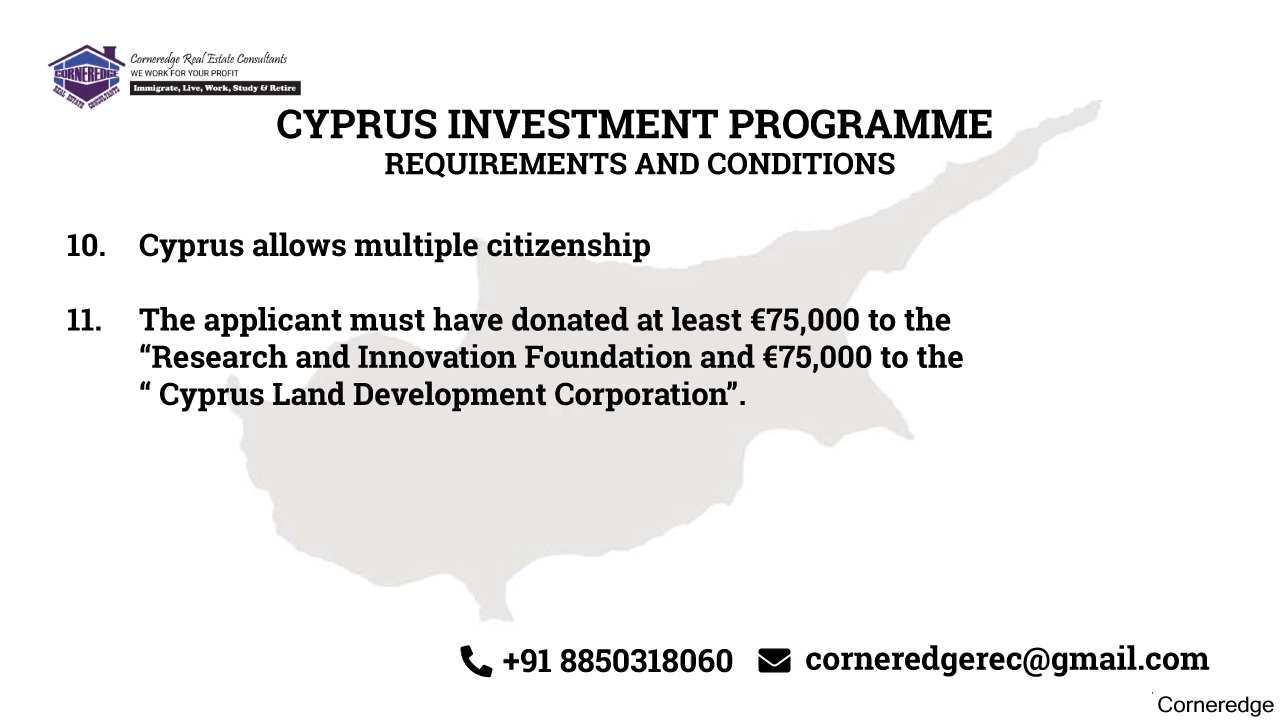 CORNEREDGE
REAL ESTATE CONSULTANTS
Corneredge Real Estate Consultants
WE WORK FOR YOUR PROFIT
Immigrate, Live, Work, Study & Retire
CYPRUS INVESTMENT PROGRAMME
REQUIREMENTS AND CONDITIONS
10. Cyprus allows multiple citizenship
11. The applicant must have donated at least €75,000 to the
“Research and Innovation Foundation and €75,000 to the
“ Cyprus Land Development Corporation”.
+91 8850318060 corneredgerec@gmail.com
Corneredge